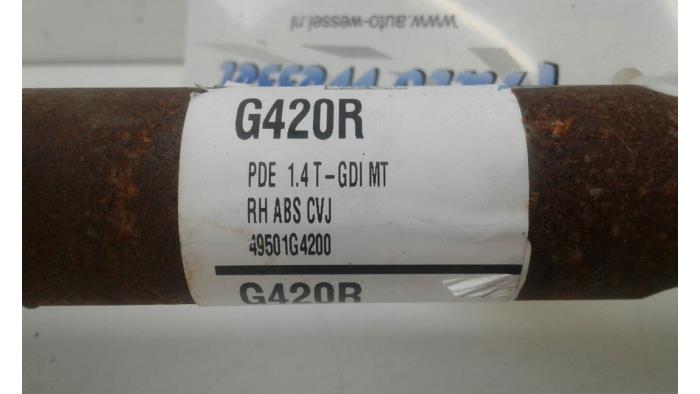 www.auto-wessel.nl
G420R
PDE 1.4 T-GDI MT
RH ABS CVJ
49501G4200
G420R